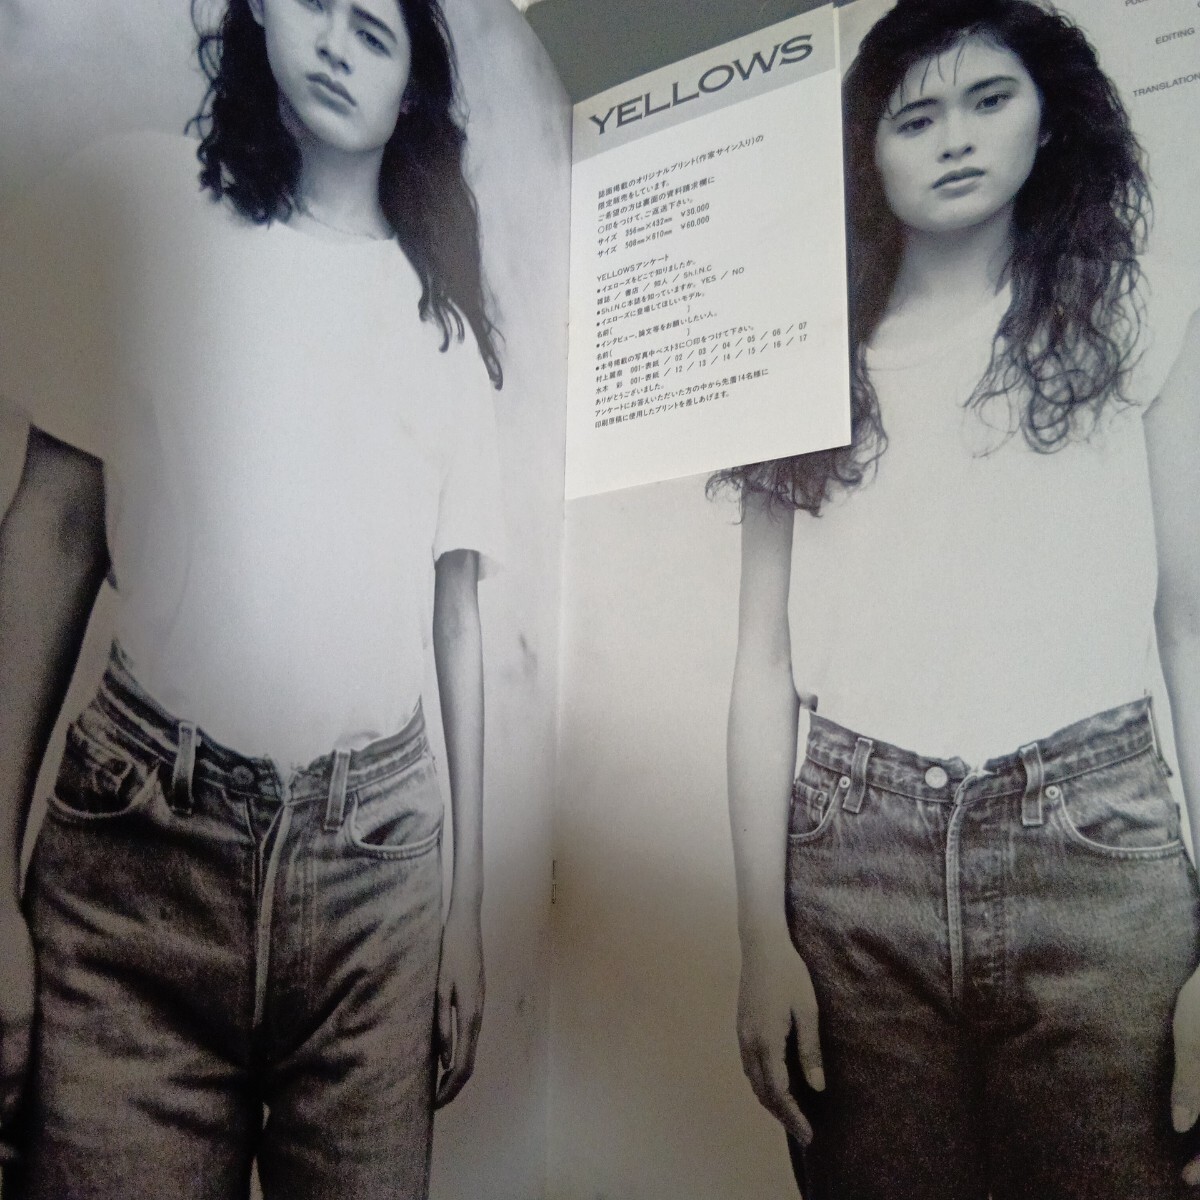 YELLOWS
誌面掲載のオリジナルプリント(作家サイン入り)の
限定販売をしています。
ご希望の方は裏面の資料請求欄に
○印をつけて、ご返送下さい。
サイズ 356mm×432mm ¥30,000
サイズ 508mm×610mm ¥60,000
YELLOWSアンケート
●イエローズをどこで知りましたか。
雑誌 / 書店 / 知人 / Sh.I.N.C
●Sh.I.N.C本誌を知っていますか。 YES / NO
●イエローズに登場してほしいモデル。
名前[ ]
●インタビュー、論文等をお願いしたい人。
名前[ ]
●本号掲載の写真中ベスト3に○印をつけて下さい。
村上麗奈 001-表紙 / 02 / 03 / 04 / 05 / 06 / 07
水木 彩 001-表紙 / 12 / 13 / 14 / 15 / 16 / 17
ありがとうございました。
アンケートにお答えいただいた方の中から先着14名様に
印刷原稿に使用したプリントを差しあげます。
EDITING
TRANSLATION